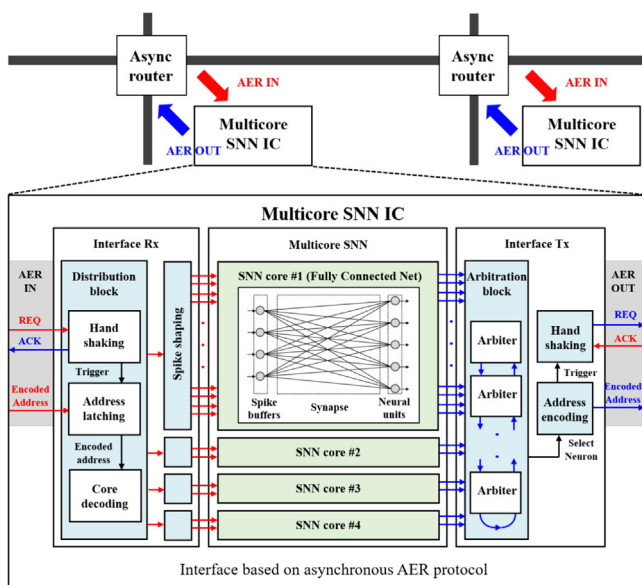 Async
router
AER IN
Multicore
SNN IC
AER OUT
Async
router
AER IN
Multicore
SNN IC
AER OUT
Multicore SNN IC
Interface Rx
Multicore SNN
Interface Tx
AER
IN
REQ
ACK
Encoded
Address
Distribution
block
Hand
shaking
Trigger
Address
latching
Encoded
address
Core
decoding
Spike shaping
SNN core #1 (Fully Connected Net)
Spike
buffers
Synapse
Neural
units
SNN core #2
SNN core #3
SNN core #4
Arbitration
block
Arbiter
Arbiter
Arbiter
Hand
shaking
Trigger
Address
encoding
Select
Neuron
AER
OUT
REQ
ACK
Encoded
Address
Interface based on asynchronous AER protocol